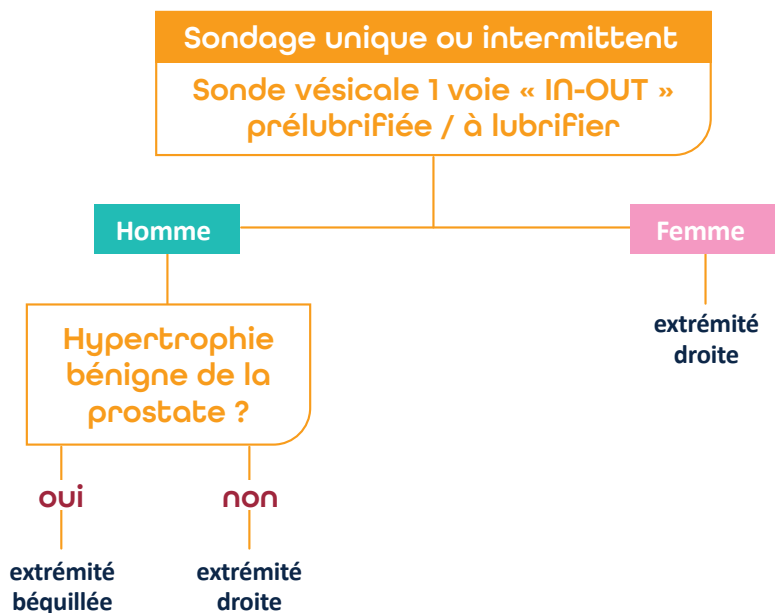 Sondage unique ou intermittent
Sonde vésicale 1 voie « IN-OUT »
prélubrifiée / à lubrifier
Homme
Femme
extrémité
droite
Hypertrophie
bénigne de la
prostate ?
oui
non
extrémité
béquillée
extrémité
droite